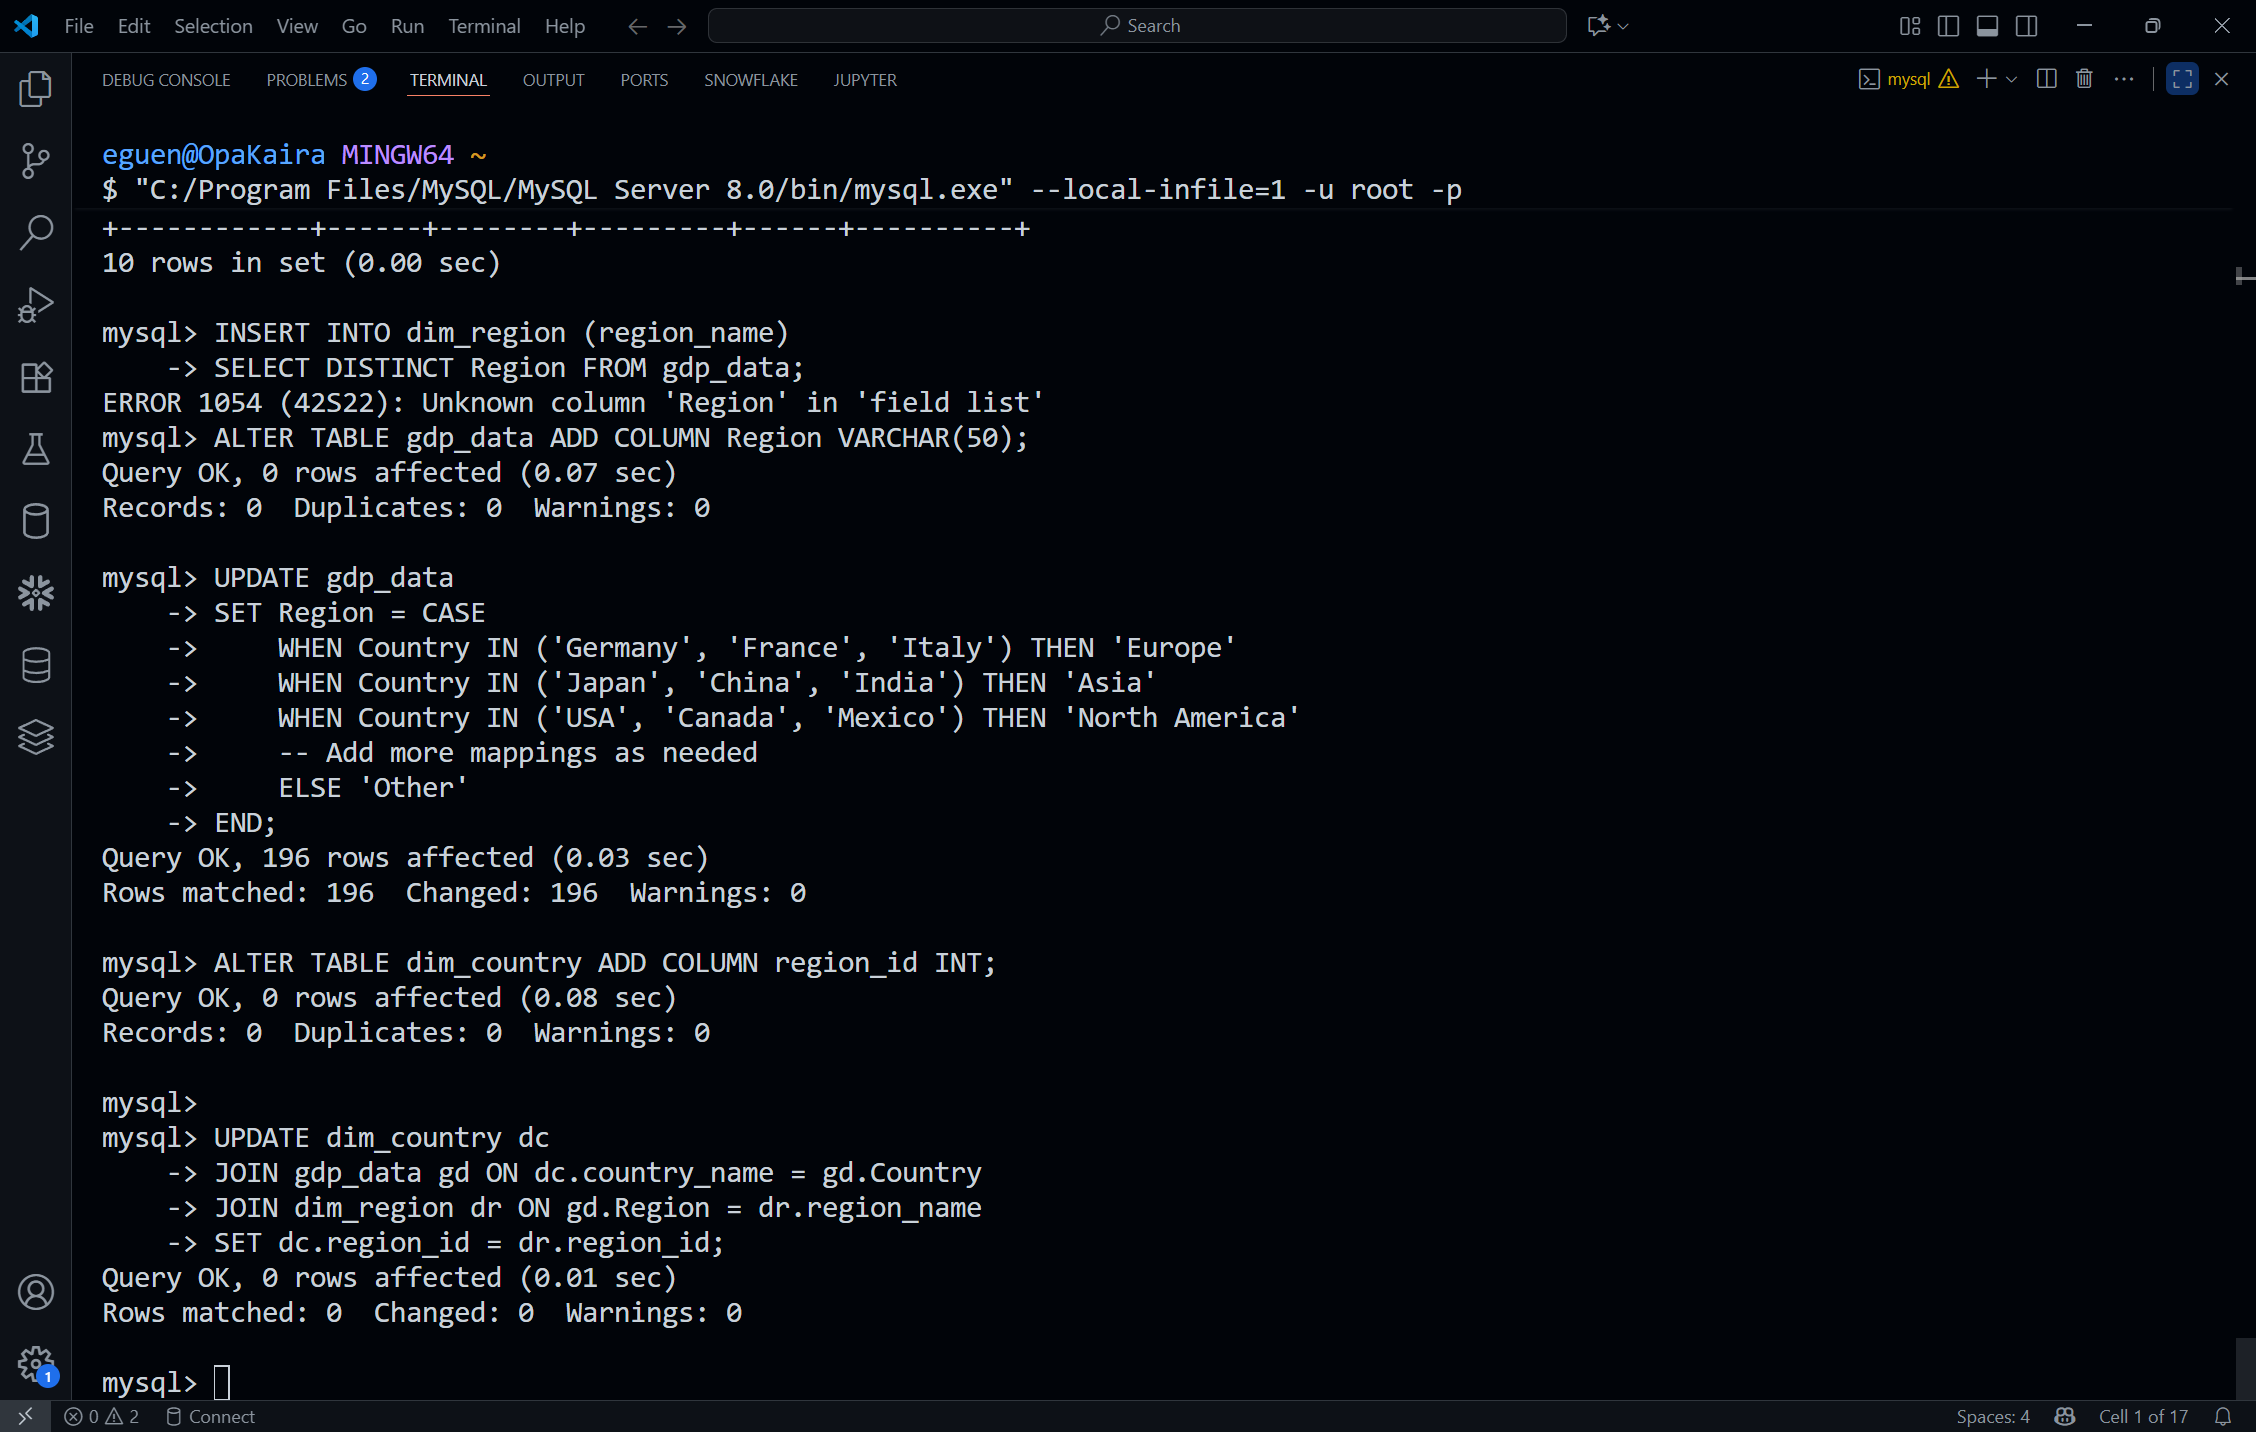 File Edit Selection View Go Run Terminal Help Search
DEBUG CONSOLE PROBLEMS 2 TERMINAL OUTPUT PORTS SNOWFLAKE JUPYTER mysql
eguen@OpaKaira MINGW64 ~
$ "C:/Program Files/MySQL/MySQL Server 8.0/bin/mysql.exe" --local-infile=1 -u root -p
+------------+------+--------+---------+------+----------+
10 rows in set (0.00 sec)
mysql> INSERT INTO dim_region (region_name)
    -> SELECT DISTINCT Region FROM gdp_data;
ERROR 1054 (42S22): Unknown column 'Region' in 'field list'
mysql> ALTER TABLE gdp_data ADD COLUMN Region VARCHAR(50);
Query OK, 0 rows affected (0.07 sec)
Records: 0  Duplicates: 0  Warnings: 0
mysql> UPDATE gdp_data
    -> SET Region = CASE
    ->     WHEN Country IN ('Germany', 'France', 'Italy') THEN 'Europe'
    ->     WHEN Country IN ('Japan', 'China', 'India') THEN 'Asia'
    ->     WHEN Country IN ('USA', 'Canada', 'Mexico') THEN 'North America'
    ->     -- Add more mappings as needed
    ->     ELSE 'Other'
    -> END;
Query OK, 196 rows affected (0.03 sec)
Rows matched: 196  Changed: 196  Warnings: 0
mysql> ALTER TABLE dim_country ADD COLUMN region_id INT;
Query OK, 0 rows affected (0.08 sec)
Records: 0  Duplicates: 0  Warnings: 0
mysql>
mysql> UPDATE dim_country dc
    -> JOIN gdp_data gd ON dc.country_name = gd.Country
    -> JOIN dim_region dr ON gd.Region = dr.region_name
    -> SET dc.region_id = dr.region_id;
Query OK, 0 rows affected (0.01 sec)
Rows matched: 0  Changed: 0  Warnings: 0
mysql>
1
0 2 Connect Spaces: 4 Cell 1 of 17